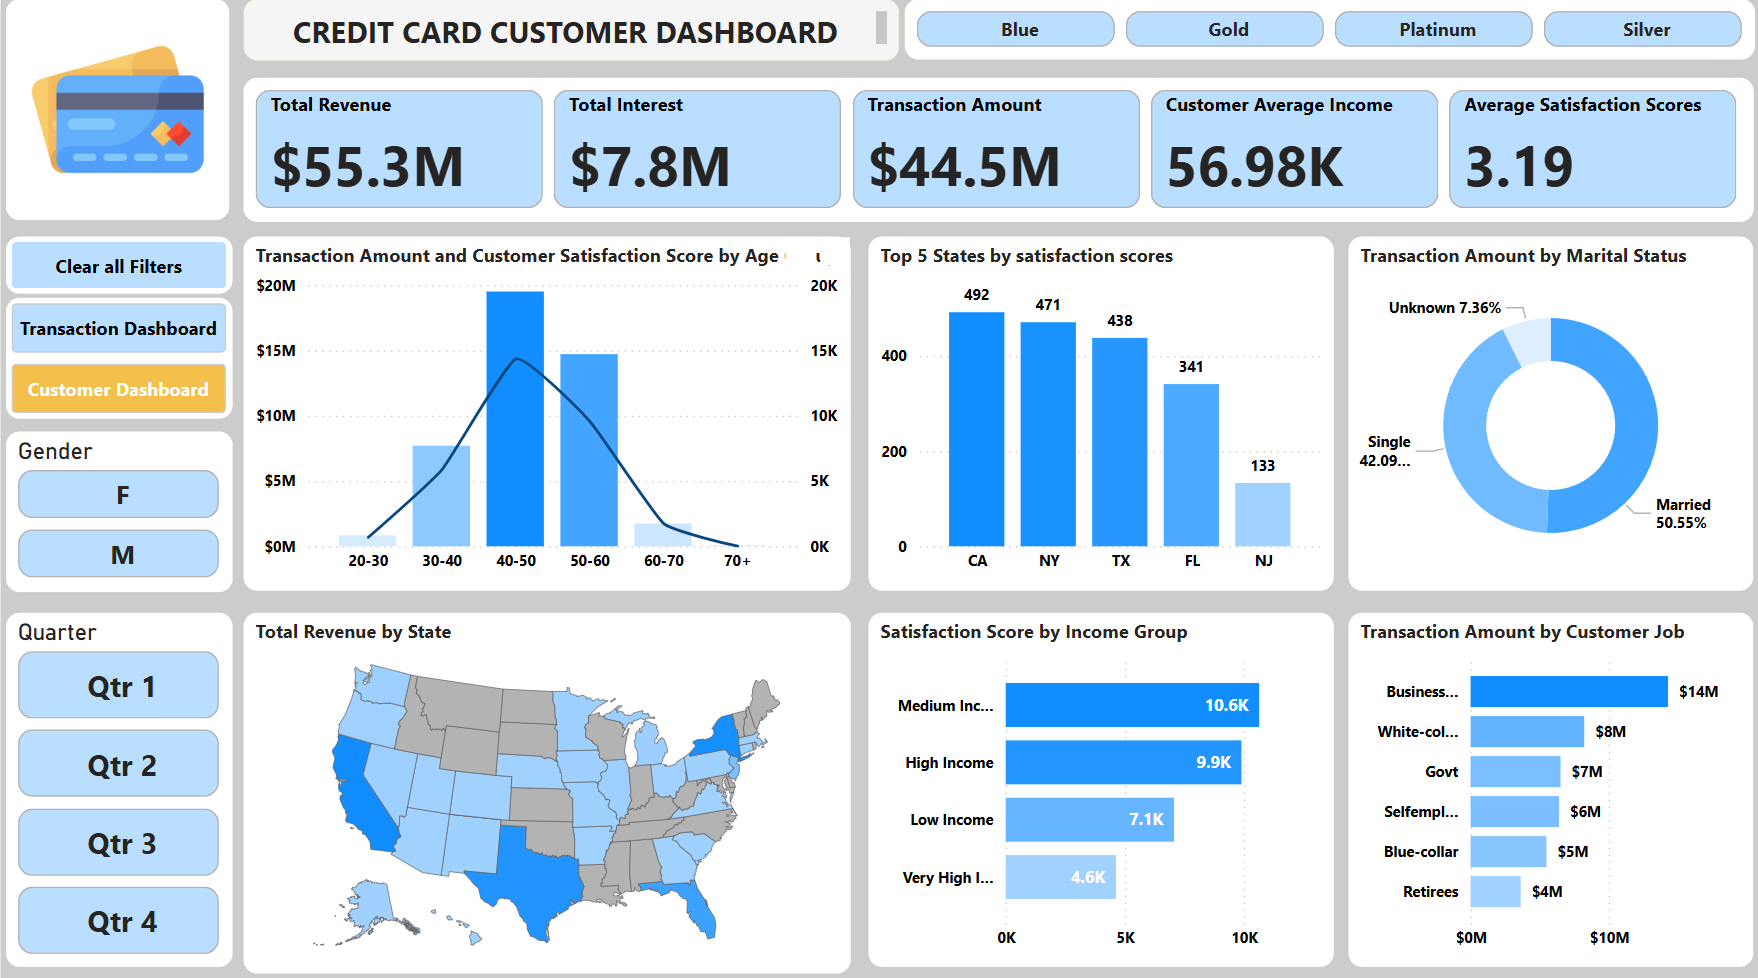 CREDIT CARD CUSTOMER DASHBOARD
Blue
Gold
Platinum
Silver
Total Revenue
$55.3M
Total Interest
$7.8M
Transaction Amount
$44.5M
Customer Average Income
56.98K
Average Satisfaction Scores
3.19
Clear all Filters
Transaction Dashboard
Customer Dashboard
Gender
F
M
Quarter
Qtr 1
Qtr 2
Qtr 3
Qtr 4
Transaction Amount and Customer Satisfaction Score by Age
$20M
$15M
$10M
$5M
$0M
20K
15K
10K
5K
0K
20-30
30-40
40-50
50-60
60-70
70+
Top 5 States by satisfaction scores
400
200
0
492
471
438
341
133
CA
NY
TX
FL
NJ
Transaction Amount by Marital Status
Unknown 7.36%
Single
42.09...
Married
50.55%
Total Revenue by State
Satisfaction Score by Income Group
Medium Inc...
10.6K
High Income
9.9K
Low Income
7.1K
Very High I...
4.6K
0K
5K
10K
Transaction Amount by Customer Job
Business...
$14M
White-col...
$8M
Govt
$7M
Selfempl...
$6M
Blue-collar
$5M
Retirees
$4M
$0M
$10M